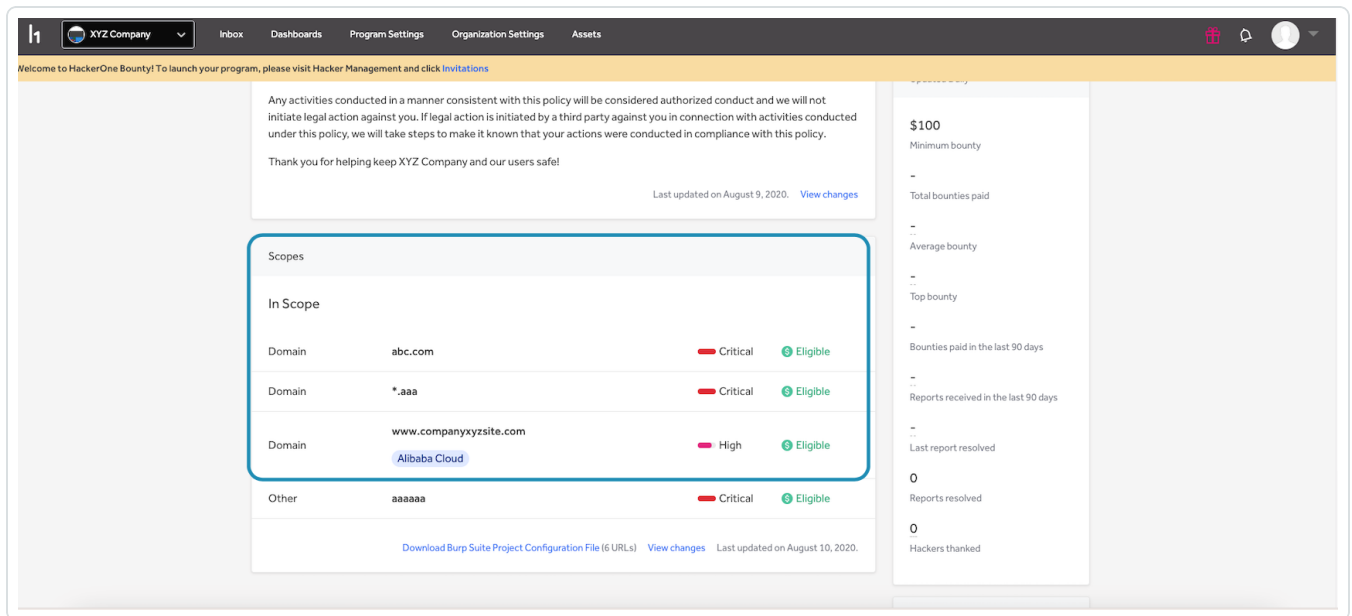 h1
XYZ Company
Inbox
Dashboards
Program Settings
Organization Settings
Assets
Welcome to HackerOne Bounty! To launch your program, please visit Hacker Management and click Invitations
Any activities conducted in a manner consistent with this policy will be considered authorized conduct and we will not
initiate legal action against you. If legal action is initiated by a third party against you in connection with activities conducted
under this policy, we will take steps to make it known that your actions were conducted in compliance with this policy.
Thank you for helping keep XYZ Company and our users safe!
Last updated on August 9, 2020. View changes
Scopes
In Scope
Domain abc.com Critical Eligible
Domain *.aaa Critical Eligible
www.companyxyzsite.com
Domain High Eligible
Alibaba Cloud
Other aaaaaa Critical Eligible
Download Burp Suite Project Configuration File (6 URLs) View changes Last updated on August 10, 2020.
$100
Minimum bounty
-
Total bounties paid
-
Average bounty
-
Top bounty
-
Bounties paid in the last 90 days
-
Reports received in the last 90 days
-
Last report resolved
0
Reports resolved
0
Hackers thanked